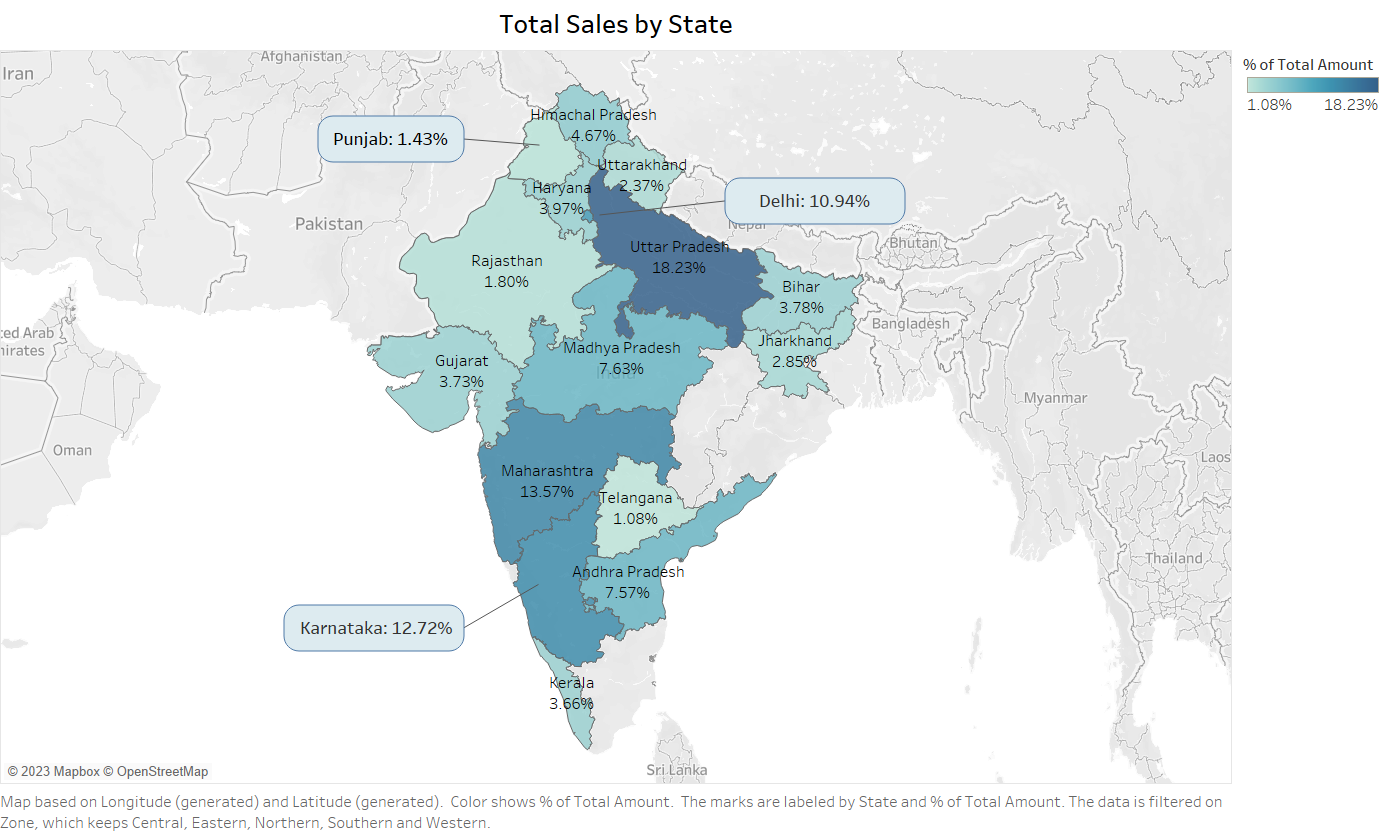 Total Sales by State
% of Total Amount
1.08% 18.23%
Afghanistan
Iran
Himachal Pradesh
4.67%
Punjab: 1.43%
Uttarakhand
2.37%
Haryana
3.97%
Delhi: 10.94%
Pakistan
Nepal
Bhutan
Uttar Pradesh
18.23%
Rajasthan
1.80%
Bihar
3.78%
Bangladesh
ted Arab
mirates
Jharkhand
2.85%
Madhya Pradesh
7.63%
India
Gujarat
3.73%
Myanmar
Oman
Laos
Maharashtra
13.57%
Telangana
1.08%
Thailand
Andhra Pradesh
7.57%
Karnataka: 12.72%
Kerala
3.66%
Sri Lanka
© 2023 Mapbox © OpenStreetMap
Map based on Longitude (generated) and Latitude (generated).  Color shows % of Total Amount.  The marks are labeled by State and % of Total Amount. The data is filtered on
Zone, which keeps Central, Eastern, Northern, Southern and Western.